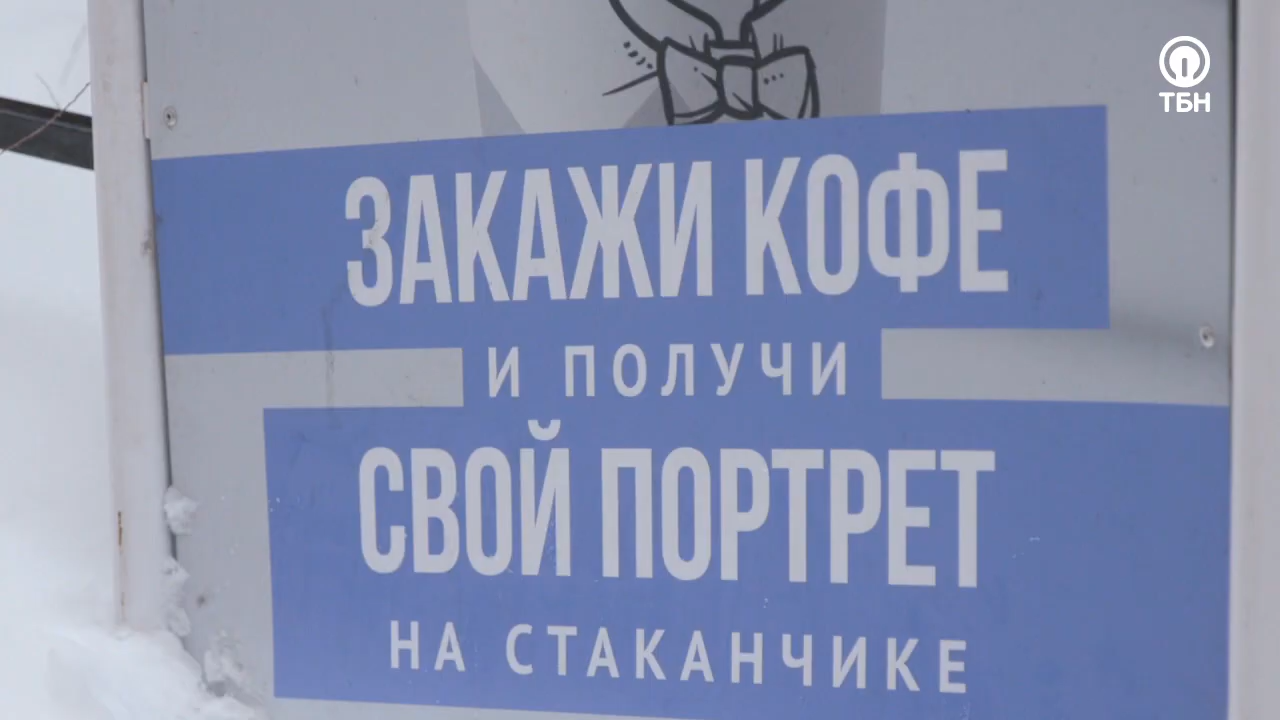 ТБН
ЗАКАЖИ КОФЕ
И ПОЛУЧИ
СВОЙ ПОРТРЕТ
НА СТАКАНЧИКЕ